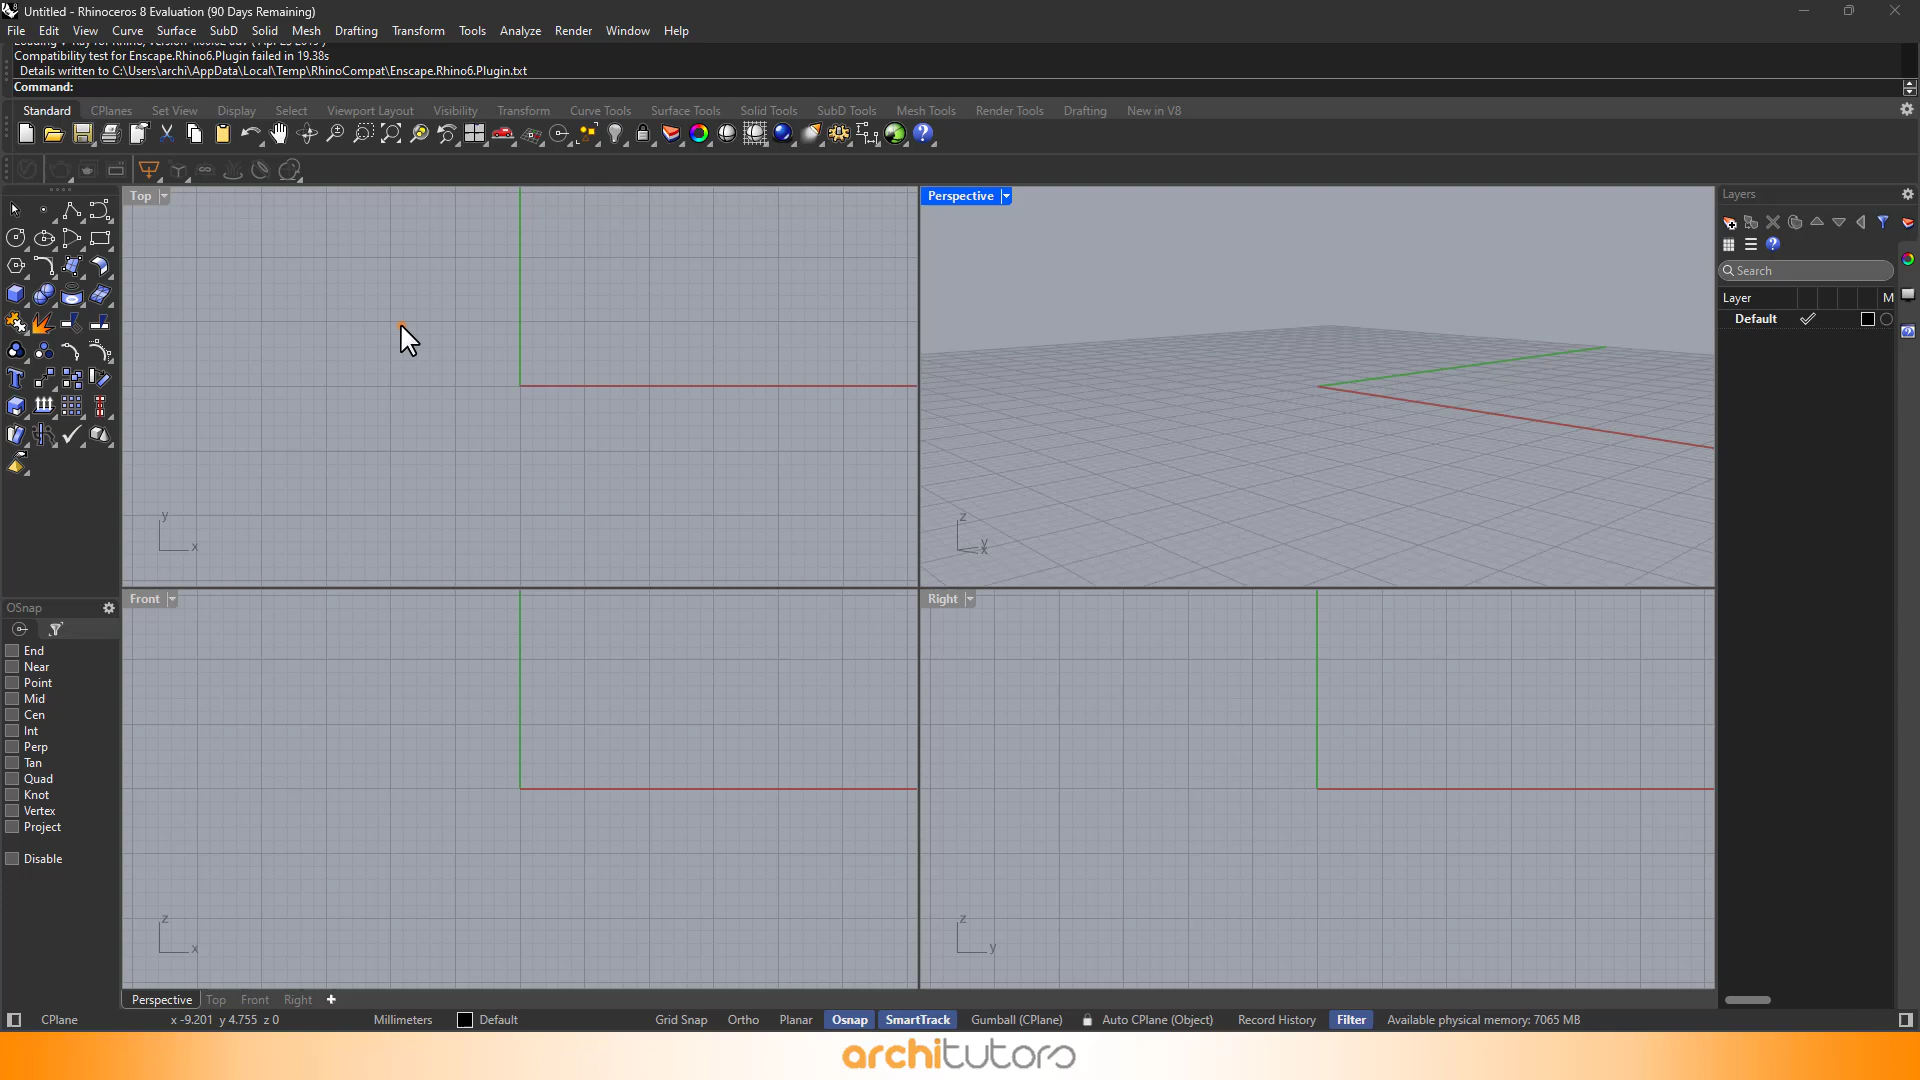 Untitled - Rhinoceros 8 Evaluation (90 Days Remaining)
File Edit View Curve Surface SubD Solid Mesh Drafting Transform Tools Analyze Render Window Help
Compatibility test for Enscape.Rhino6.Plugin failed in 19.38s
Details written to C:\Users\archi\AppData\Local\Temp\RhinoCompat\Enscape.Rhino6.Plugin.txt
Command:
Standard CPlanes Set View Display Select Viewport Layout Visibility Transform Curve Tools Surface Tools Solid Tools SubD Tools Mesh Tools Render Tools Drafting New in V8
Top
Perspective
Layers
Search
Layer M
Default
y
x
z
y
x
Front
Right
OSnap
End
Near
Point
Mid
Cen
Int
Perp
Tan
Quad
Knot
Vertex
Project
Disable
z
x
z
y
Perspective Top Front Right
CPlane x -9.201 y 4.755 z 0 Millimeters Default Grid Snap Ortho Planar Osnap SmartTrack Gumball (CPlane) Auto CPlane (Object) Record History Filter Available physical memory: 7065 MB
architutors